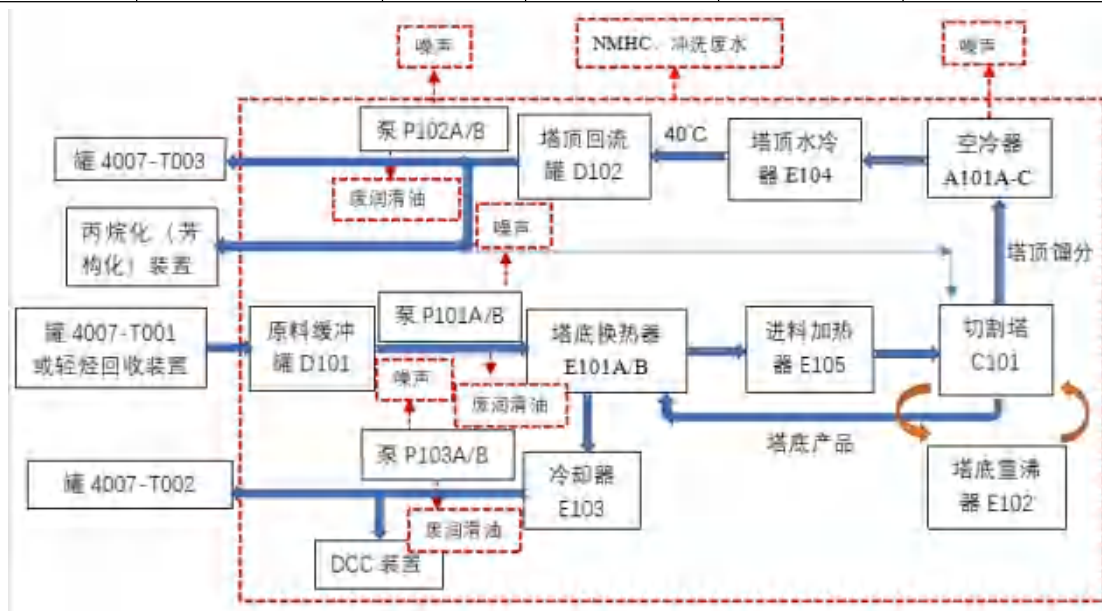 噪声
NMHC、冲洗废水
噪声
泵 P102A/B
罐 4007-T003
塔顶回流
罐 D102
40℃
塔顶水冷
器 E104
空冷器
A101A-C
废润滑油
噪声
丙烷化（芳
构化）装置
塔顶馏分
罐 4007-T001
或轻烃回收装置
原料缓冲
罐 D101
泵 P101A/B
塔底换热器
E101A/B
进料加热
器 E105
切割塔
C101
噪声
废润滑油
塔底产品
泵 P103A/B
罐 4007-T002
冷却器
E103
塔底重沸
器 E102
废润滑油
DCC 装置